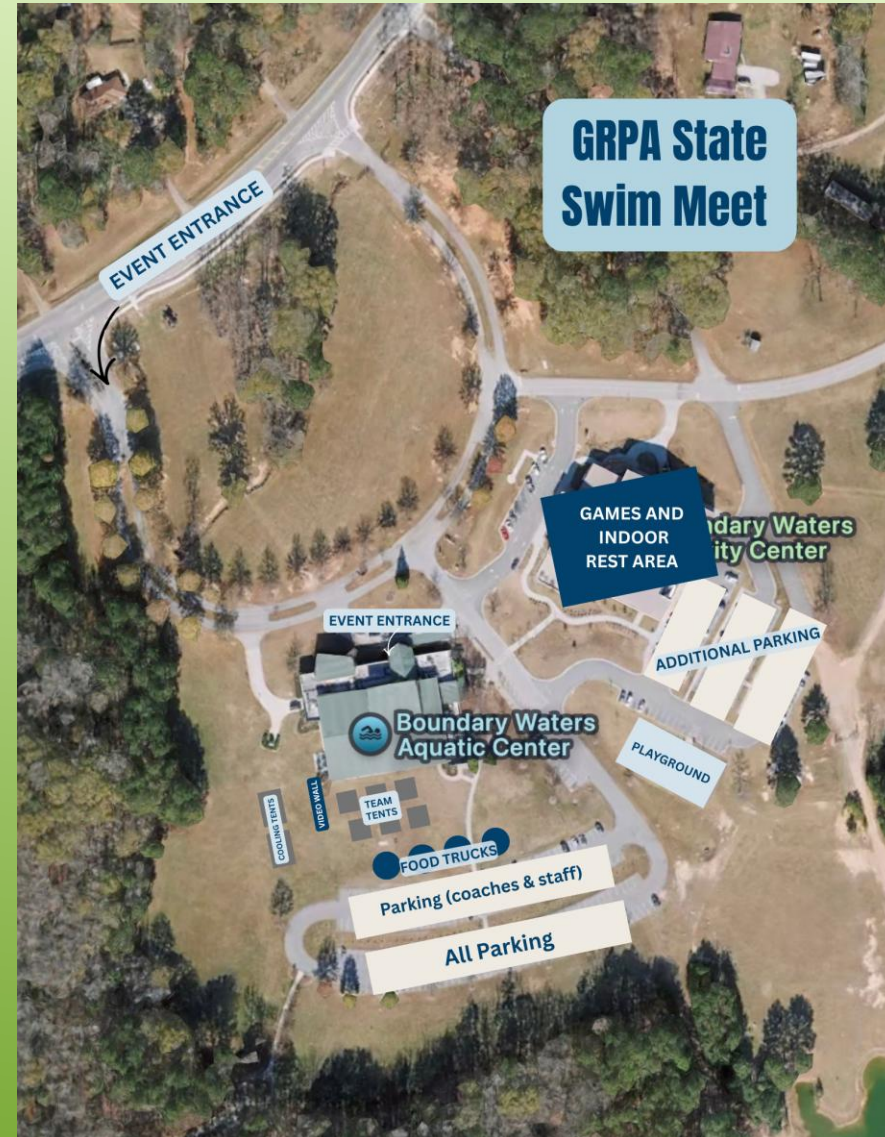 GRPA State
Swim Meet
EVENT ENTRANCE
GAMES AND
INDOOR
REST AREA
ndary Waters
ity Center
EVENT ENTRANCE
ADDITIONAL PARKING
Boundary Waters
Aquatic Center
PLAYGROUND
COOLING TENTS
VIDEO WALL
TEAM
TENTS
FOOD TRUCKS
Parking (coaches & staff)
All Parking